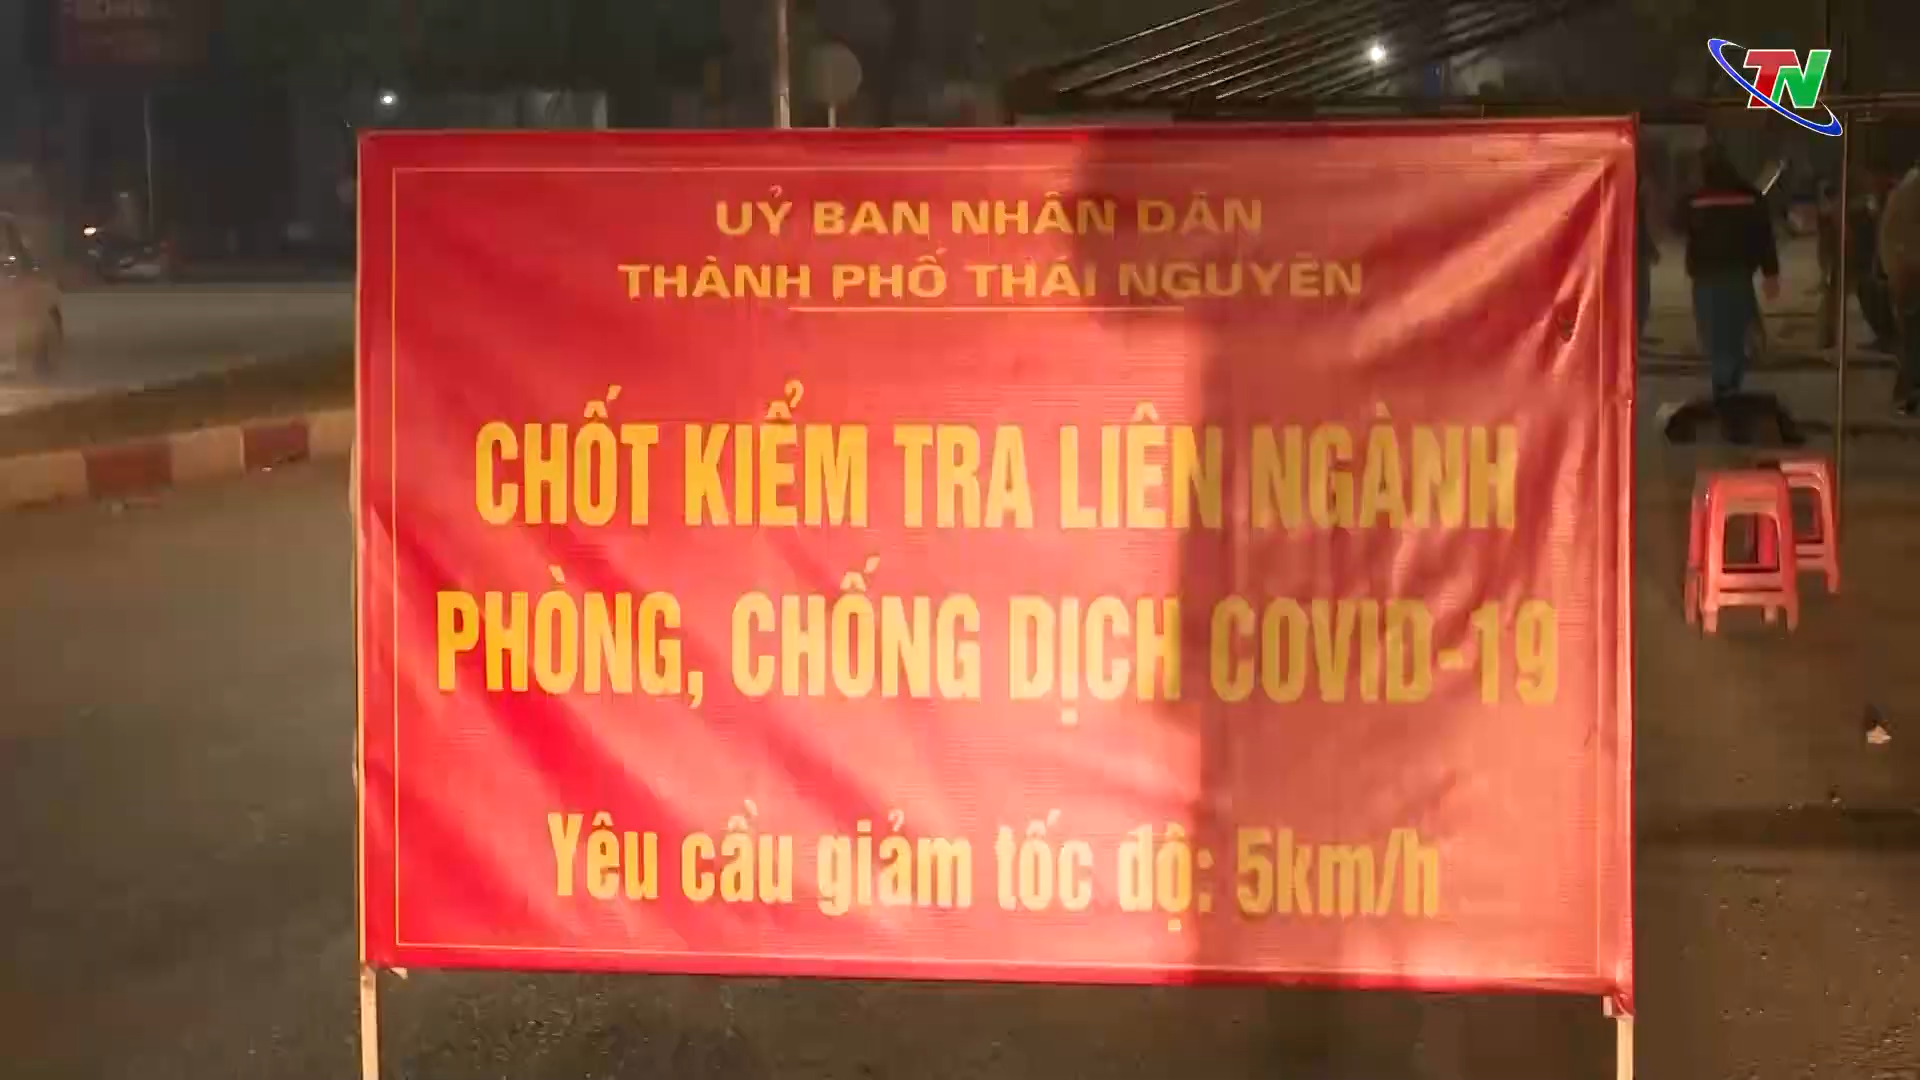 TN
UỶ BAN NHÂN DÂN
THÀNH PHỐ THÁI NGUYÊN
CHỐT KIỂM TRA LIÊN NGÀNH
PHÒNG, CHỐNG DỊCH COVID-19
Yêu cầu giảm tốc độ: 5km/h